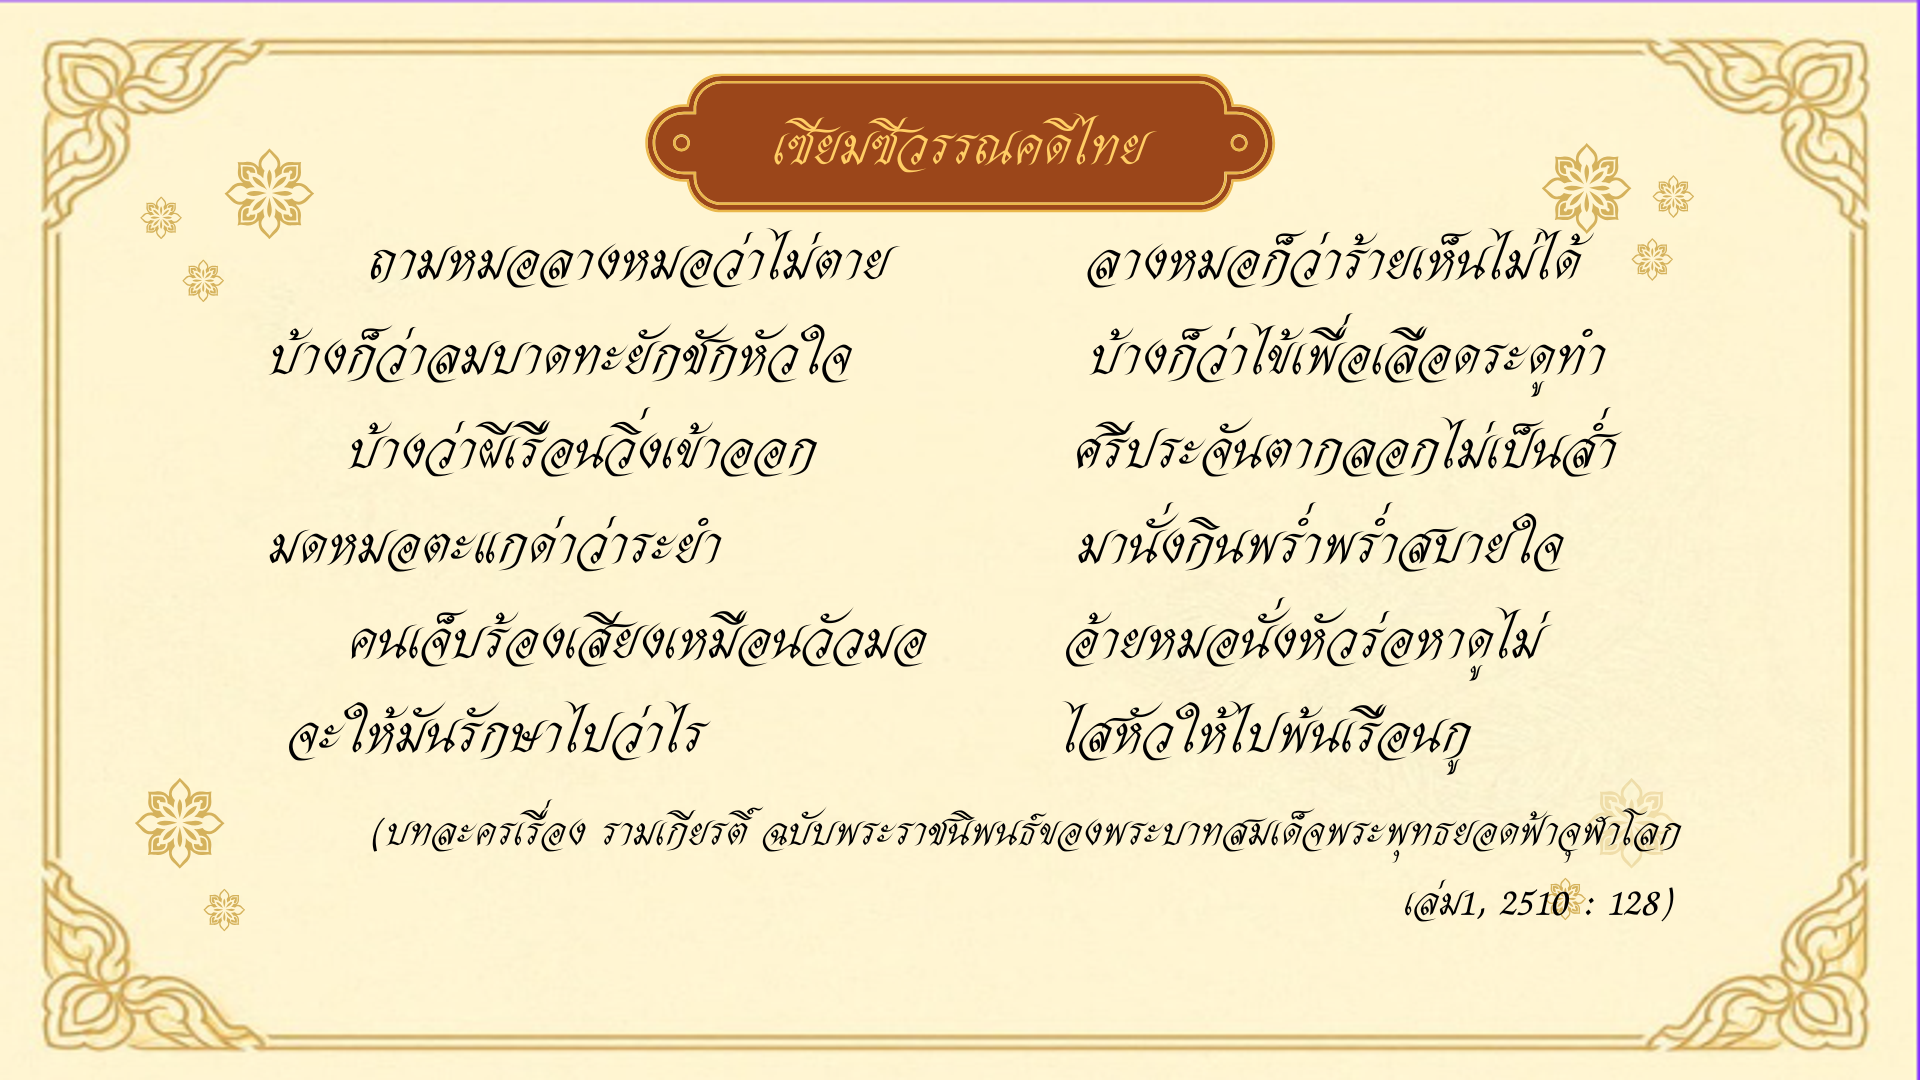 เซียมซีวรรณคดีไทย
ถามหมอลางหมอว่าไม่ตาย ลางหมอก็ว่าร้ายเห็นไม่ได้
บ้างก็ว่าลมบาดทะยักชักหัวใจ บ้างก็ว่าไข้เพื่อเลือดระดูทำ
บ้างว่าผีเรือนวิ่งเข้าออก ศรีประจันตากลอกไม่เป็นส่ำ
มดหมอตะแกด่าว่าระยำ มานั่งกินพร่ำพร่ำสบายใจ
คนเจ็บร้องเสียงเหมือนวัวมอ อ้ายหมอนั่งหัวร่อหาดูไม่
จะให้มันรักษาไปว่าไร ไสหัวให้ไปพ้นเรือนกู
(บทละครเรื่อง รามเกียรติ์ ฉบับพระราชนิพนธ์ของพระบาทสมเด็จพระพุทธยอดฟ้าจุฬาโลก
เล่ม1, 2510 : 128)